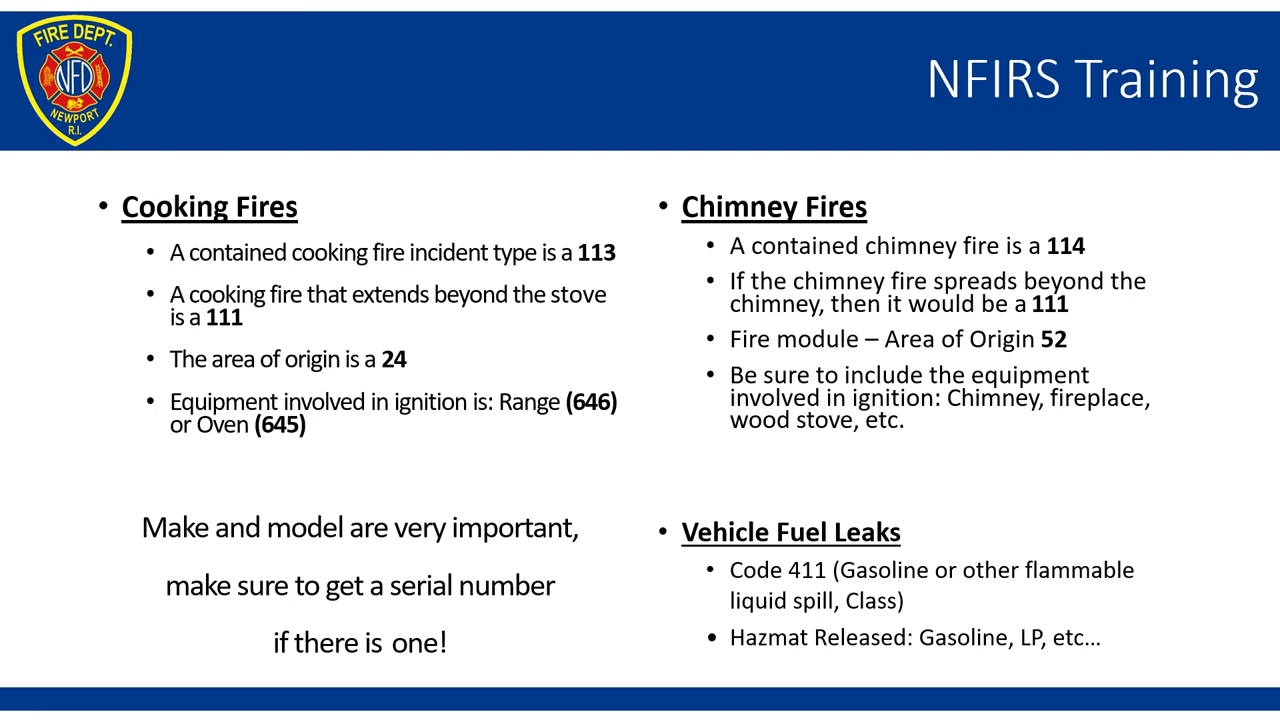 FIRE DEPT.
NFD
NEWPORT
R.I.
NFIRS Training
• Cooking Fires
• A contained cooking fire incident type is a 113
• A cooking fire that extends beyond the stove
is a 111
• The area of origin is a 24
• Equipment involved in ignition is: Range (646)
or Oven (645)
Make and model are very important,
make sure to get a serial number
if there is one!
• Chimney Fires
• A contained chimney fire is a 114
• If the chimney fire spreads beyond the
chimney, then it would be a 111
• Fire module – Area of Origin 52
• Be sure to include the equipment
involved in ignition: Chimney, fireplace,
wood stove, etc.
• Vehicle Fuel Leaks
• Code 411 (Gasoline or other flammable
liquid spill, Class)
• Hazmat Released: Gasoline, LP, etc…